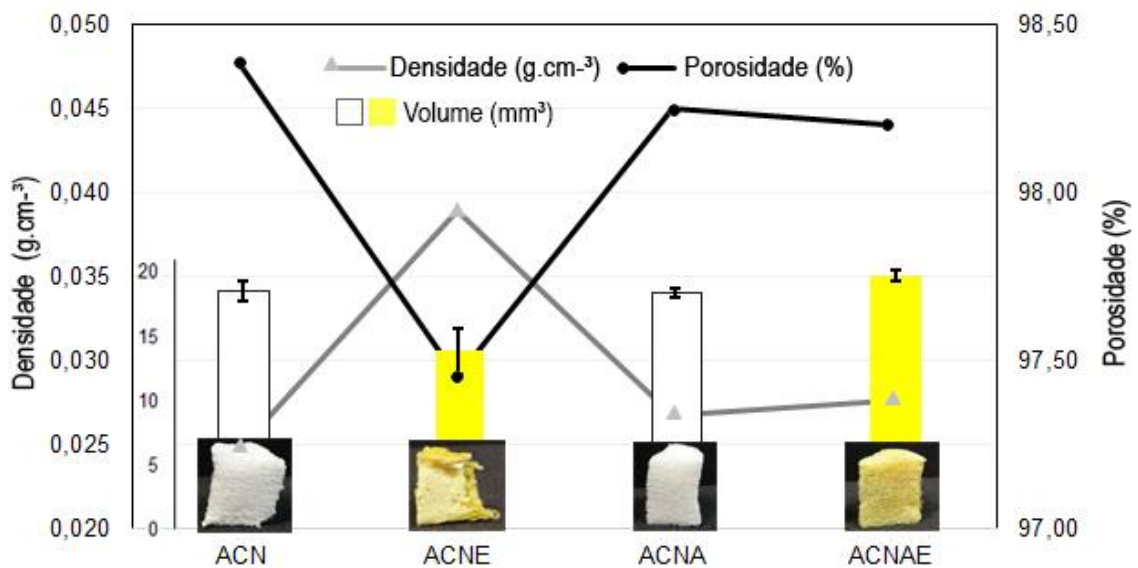 Densidade (g.cm-³)
0,050
0,045
0,040
0,035
0,030
0,025
0,020
20
15
10
5
0
Densidade (g.cm-³)
Porosidade (%)
Volume (mm³)
98,50
98,00
97,50
97,00
Porosidade (%)
ACN
ACNE
ACNA
ACNAE